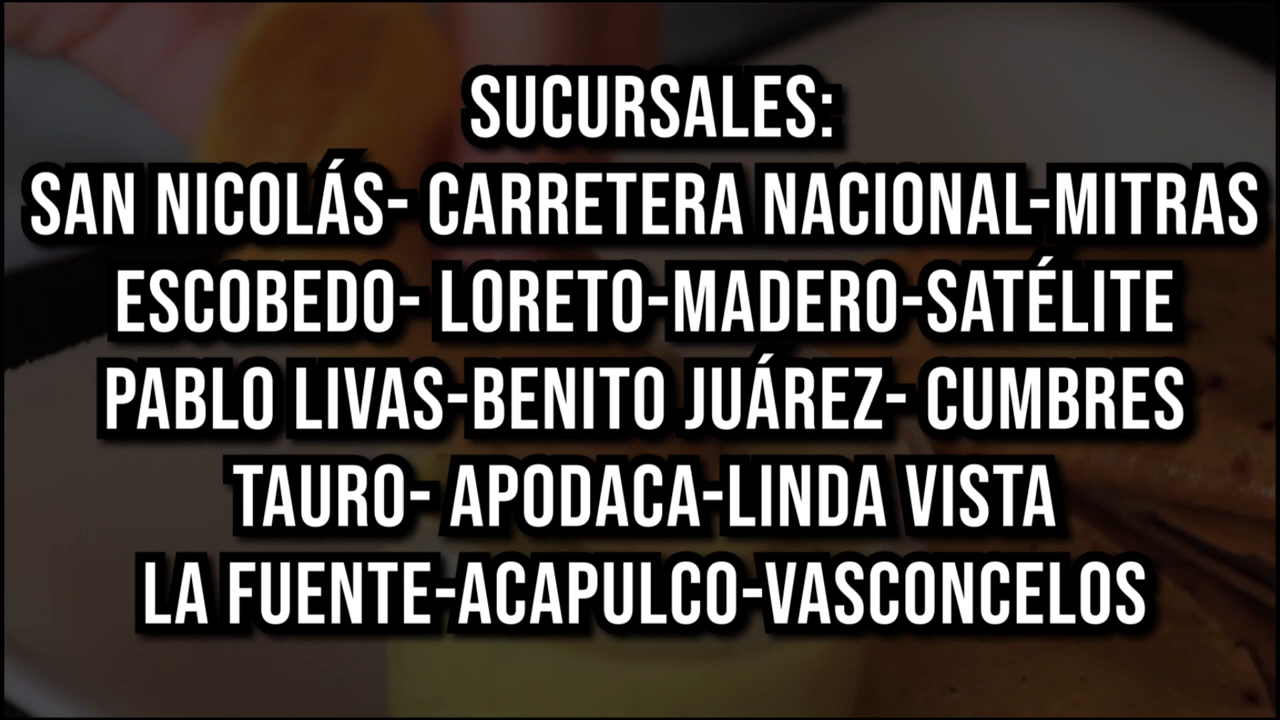 SUCURSALES:
SAN NICOLÁS- CARRETERA NACIONAL-MITRAS
ESCOBEDO- LORETO-MADERO-SATÉLITE
PABLO LIVAS-BENITO JUÁREZ- CUMBRES
TAURO- APODACA-LINDA VISTA
LA FUENTE-ACAPULCO-VASCONCELOS